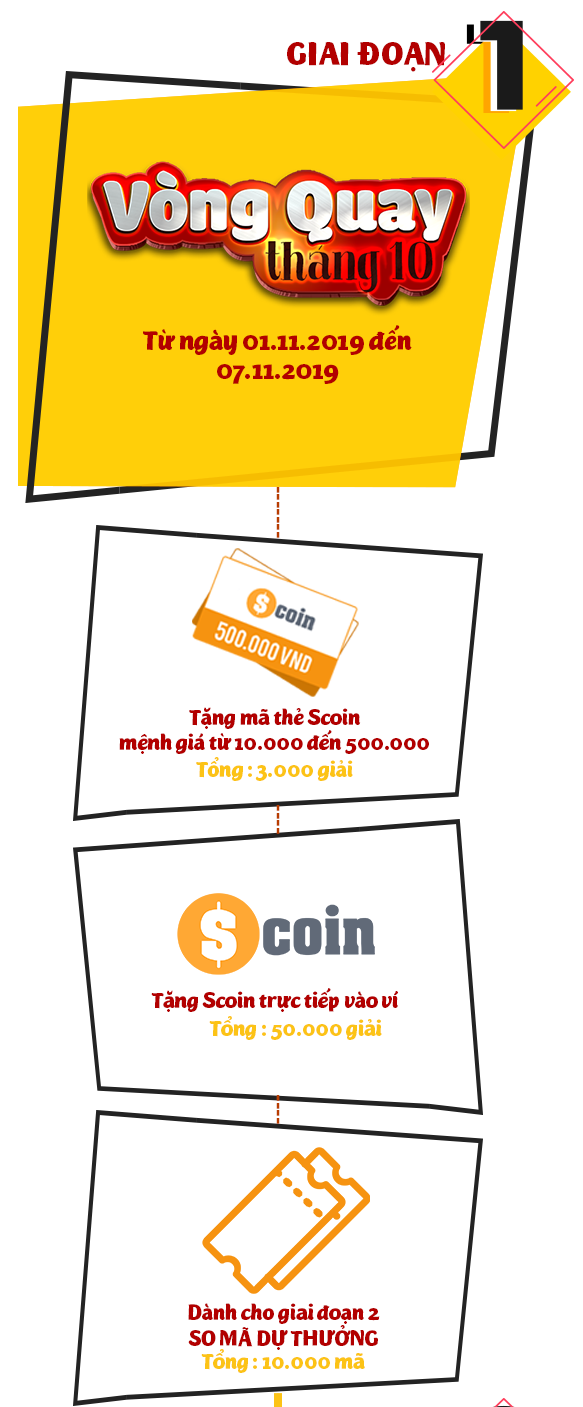 GIAI ĐOẠN 1
Vòng Quay
tháng 10
Từ ngày 01.11.2019 đến
07.11.2019
Scoin
500.000 VND
Tặng mã thẻ Scoin
mệnh giá từ 10.000 đến 500.000
Tổng : 3.000 giải
Scoin
Tặng Scoin trực tiếp vào ví
Tổng : 50.000 giải
Dành cho giai đoạn 2
SO MÃ DỰ THƯỞNG
Tổng : 10.000 mã